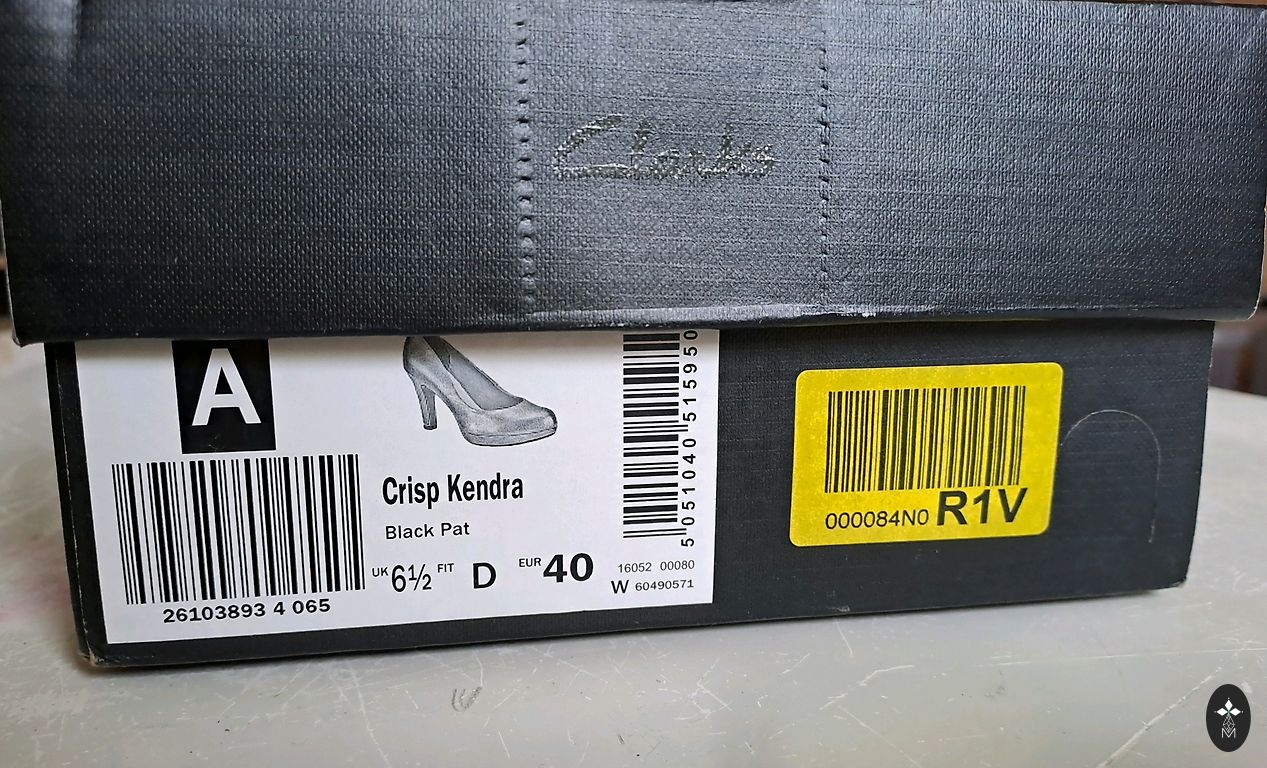 Clarks
A
5 051040 515950
Crisp Kendra
Black Pat
UK 6½ FIT D EUR 40
26103893 4 065
16052 00080
W 60490571
000084N0 R1V
M